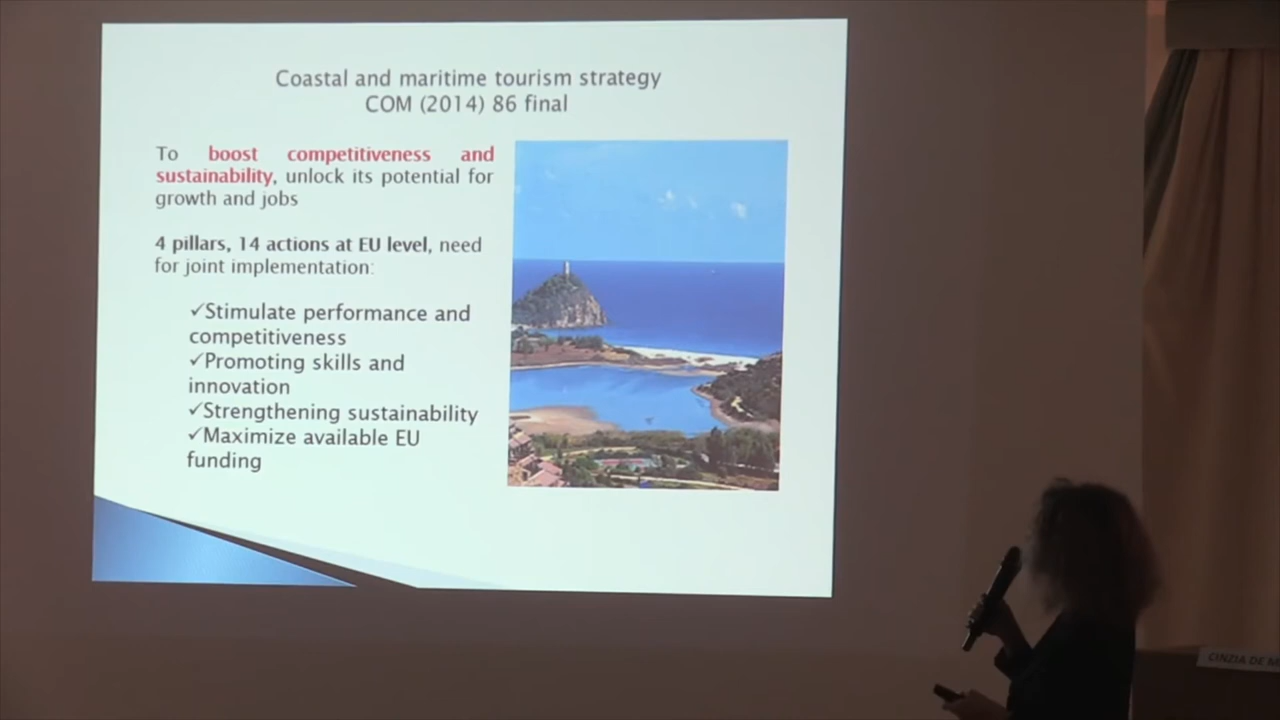 Coastal and maritime tourism strategy
COM (2014) 86 final
To boost competitiveness and
sustainability, unlock its potential for
growth and jobs
4 pillars, 14 actions at EU level, need
for joint implementation:
✓Stimulate performance and
competitiveness
✓Promoting skills and
innovation
✓Strengthening sustainability
✓Maximize available EU
funding
CINZIA DE M